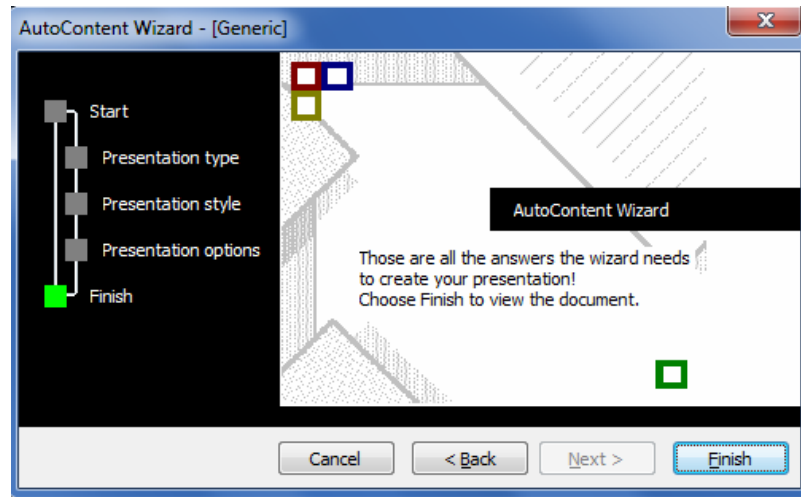 AutoContent Wizard - [Generic]
Start
Presentation type
Presentation style
Presentation options
Finish
AutoContent Wizard
Those are all the answers the wizard needs
to create your presentation!
Choose Finish to view the document.
Cancel
< Back
Next >
Finish